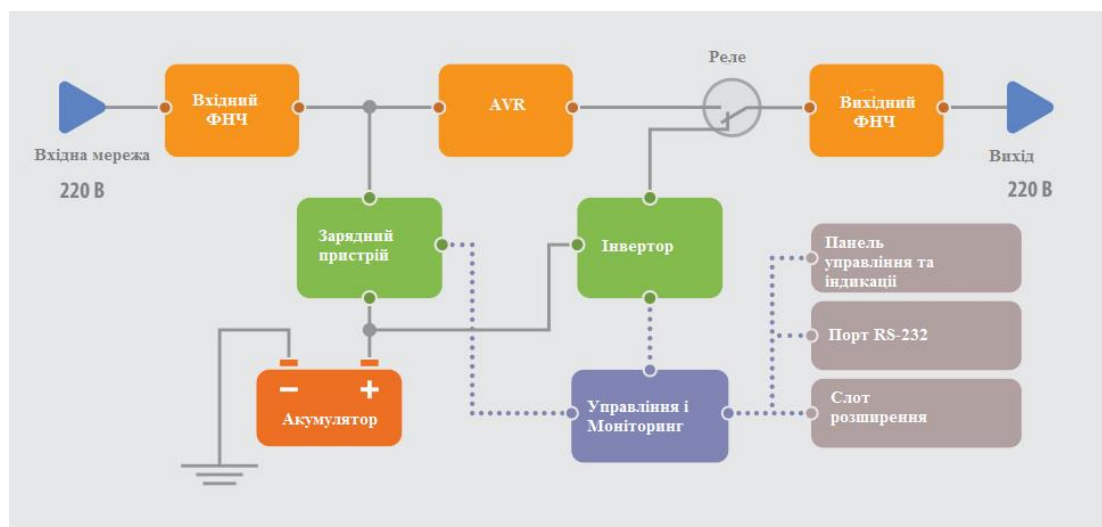 Реле
Вхідний
ФНЧ
AVR
Вихідний
ФНЧ
Вхідна мережа
220 В
Вихід
220 В
Зарядний
пристрій
Інвертор
Панель
управління та
індикації
Порт RS-232
Слот
розширення
Управління і
Моніторинг
− +
Акумулятор